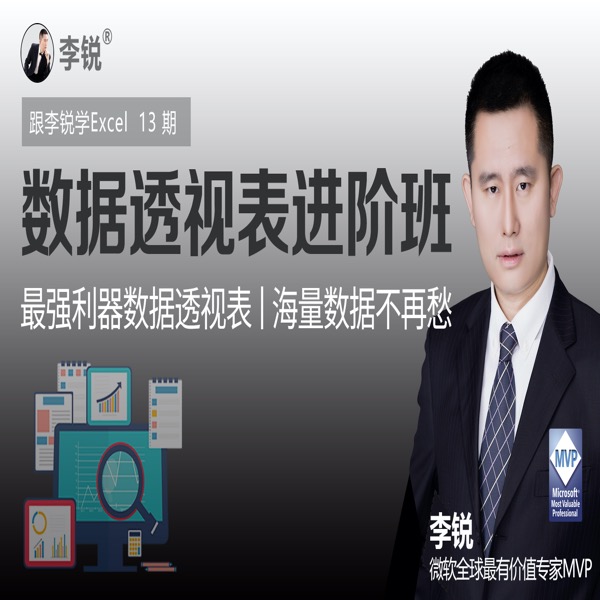 李锐®
跟李锐学Excel 13 期
数据透视表进阶班
最强利器数据透视表 | 海量数据不再愁
MVP
Microsoft®
Most Valuable
Professional
李锐
微软全球最有价值专家MVP